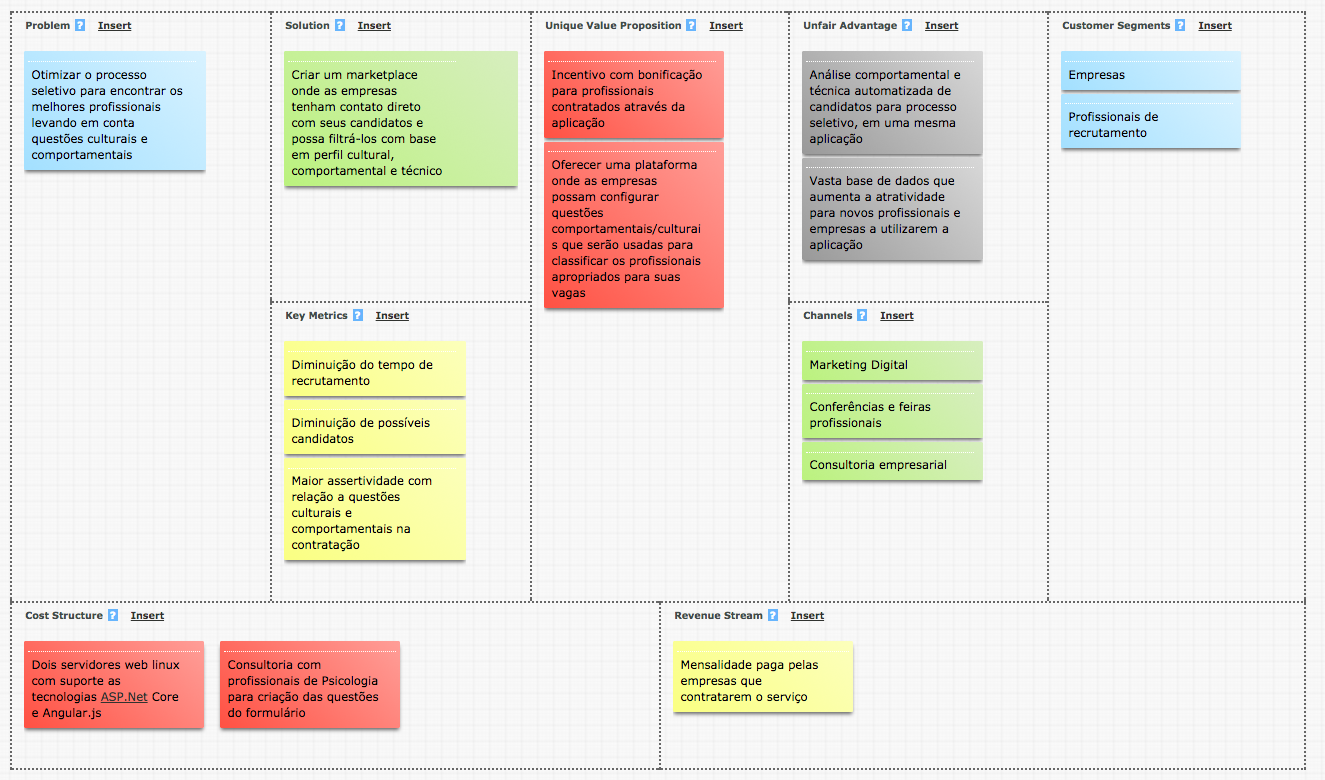 Problem ? Insert
Otimizar o processo
seletivo para encontrar os
melhores profissionais
levando em conta
questões culturais e
comportamentais
Solution ? Insert
Criar um marketplace
onde as empresas
tenham contato direto
com seus candidatos e
possa filtrá-los com base
em perfil cultural,
comportamental e técnico
Key Metrics ? Insert
Diminuição do tempo de
recrutamento
Diminuição de possíveis
candidatos
Maior assertividade com
relação a questões
culturais e
comportamentais na
contratação
Unique Value Proposition ? Insert
Incentivo com bonificação
para profissionais
contratados através da
aplicação
Oferecer uma plataforma
onde as empresas
possam configurar
questões
comportamentais/culturai
s que serão usadas para
classificar os profissionais
apropriados para suas
vagas
Unfair Advantage ? Insert
Análise comportamental e
técnica automatizada de
candidatos para processo
seletivo, em uma mesma
aplicação
Vasta base de dados que
aumenta a atratividade
para novos profissionais e
empresas a utilizarem a
aplicação
Channels ? Insert
Marketing Digital
Conferências e feiras
profissionais
Consultoria empresarial
Customer Segments ? Insert
Empresas
Profissionais de
recrutamento
Cost Structure ? Insert
Dois servidores web linux
com suporte as
tecnologias ASP.Net Core
e Angular.js
Consultoria com
profissionais de Psicologia
para criação das questões
do formulário
Revenue Stream ? Insert
Mensalidade paga pelas
empresas que
contratarem o serviço